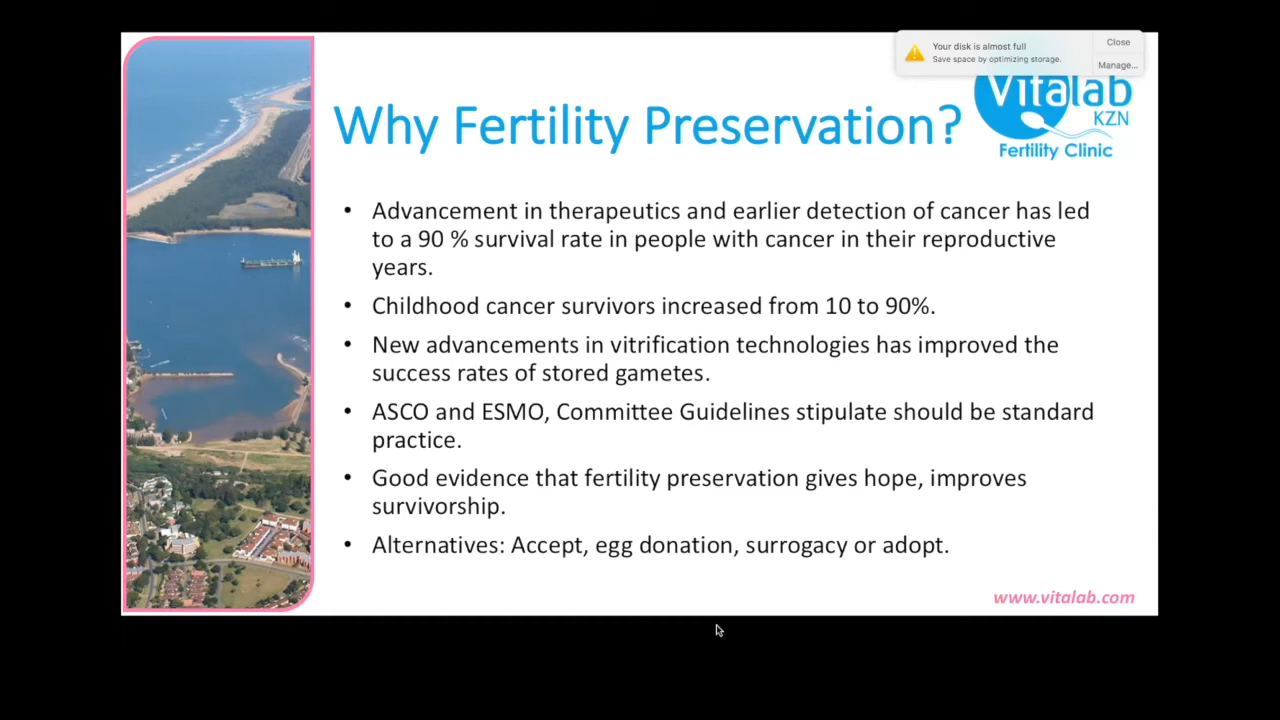 Your disk is almost full
Save space by optimizing storage.
Close
Manage...
Why Fertility Preservation?
Vitalab
KZN
Fertility Clinic
• Advancement in therapeutics and earlier detection of cancer has led
to a 90 % survival rate in people with cancer in their reproductive
years.
• Childhood cancer survivors increased from 10 to 90%.
• New advancements in vitrification technologies has improved the
success rates of stored gametes.
• ASCO and ESMO, Committee Guidelines stipulate should be standard
practice.
• Good evidence that fertility preservation gives hope, improves
survivorship.
• Alternatives: Accept, egg donation, surrogacy or adopt.
www.vitalab.com